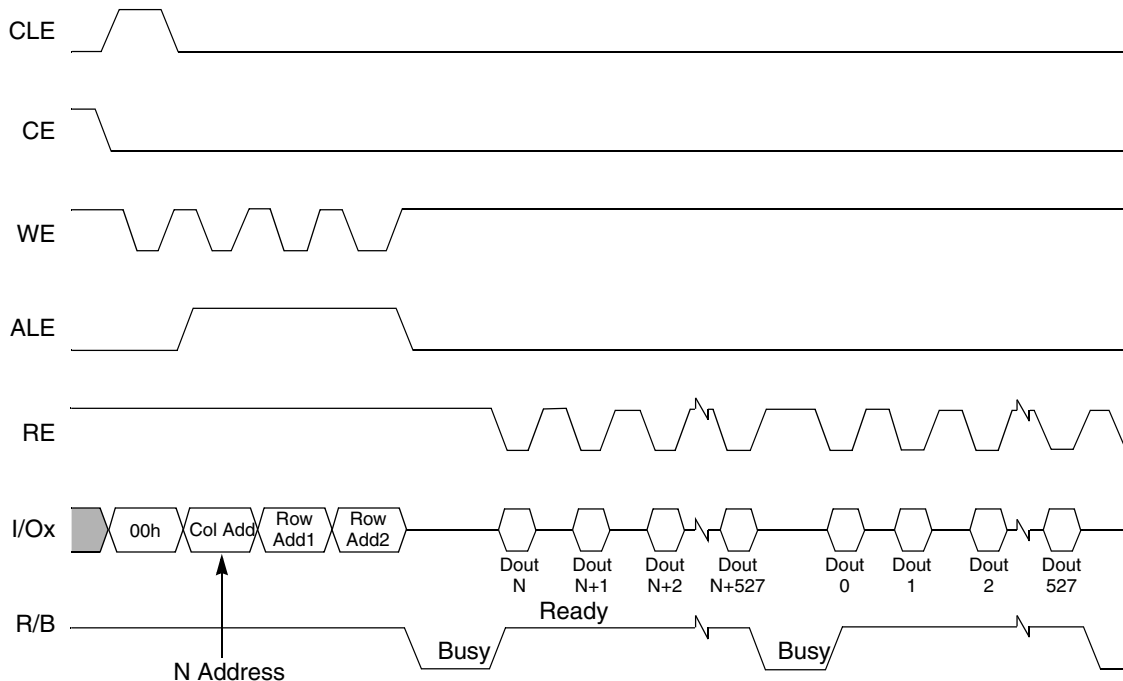 CLE
CE
WE
ALE
RE
I/Ox
00h
Col Add
Row
Add1
Row
Add2
Dout
N
Dout
N+1
Dout
N+2
Dout
N+527
Dout
0
Dout
1
Dout
2
Dout
527
R/B
Busy
Ready
Busy
N Address